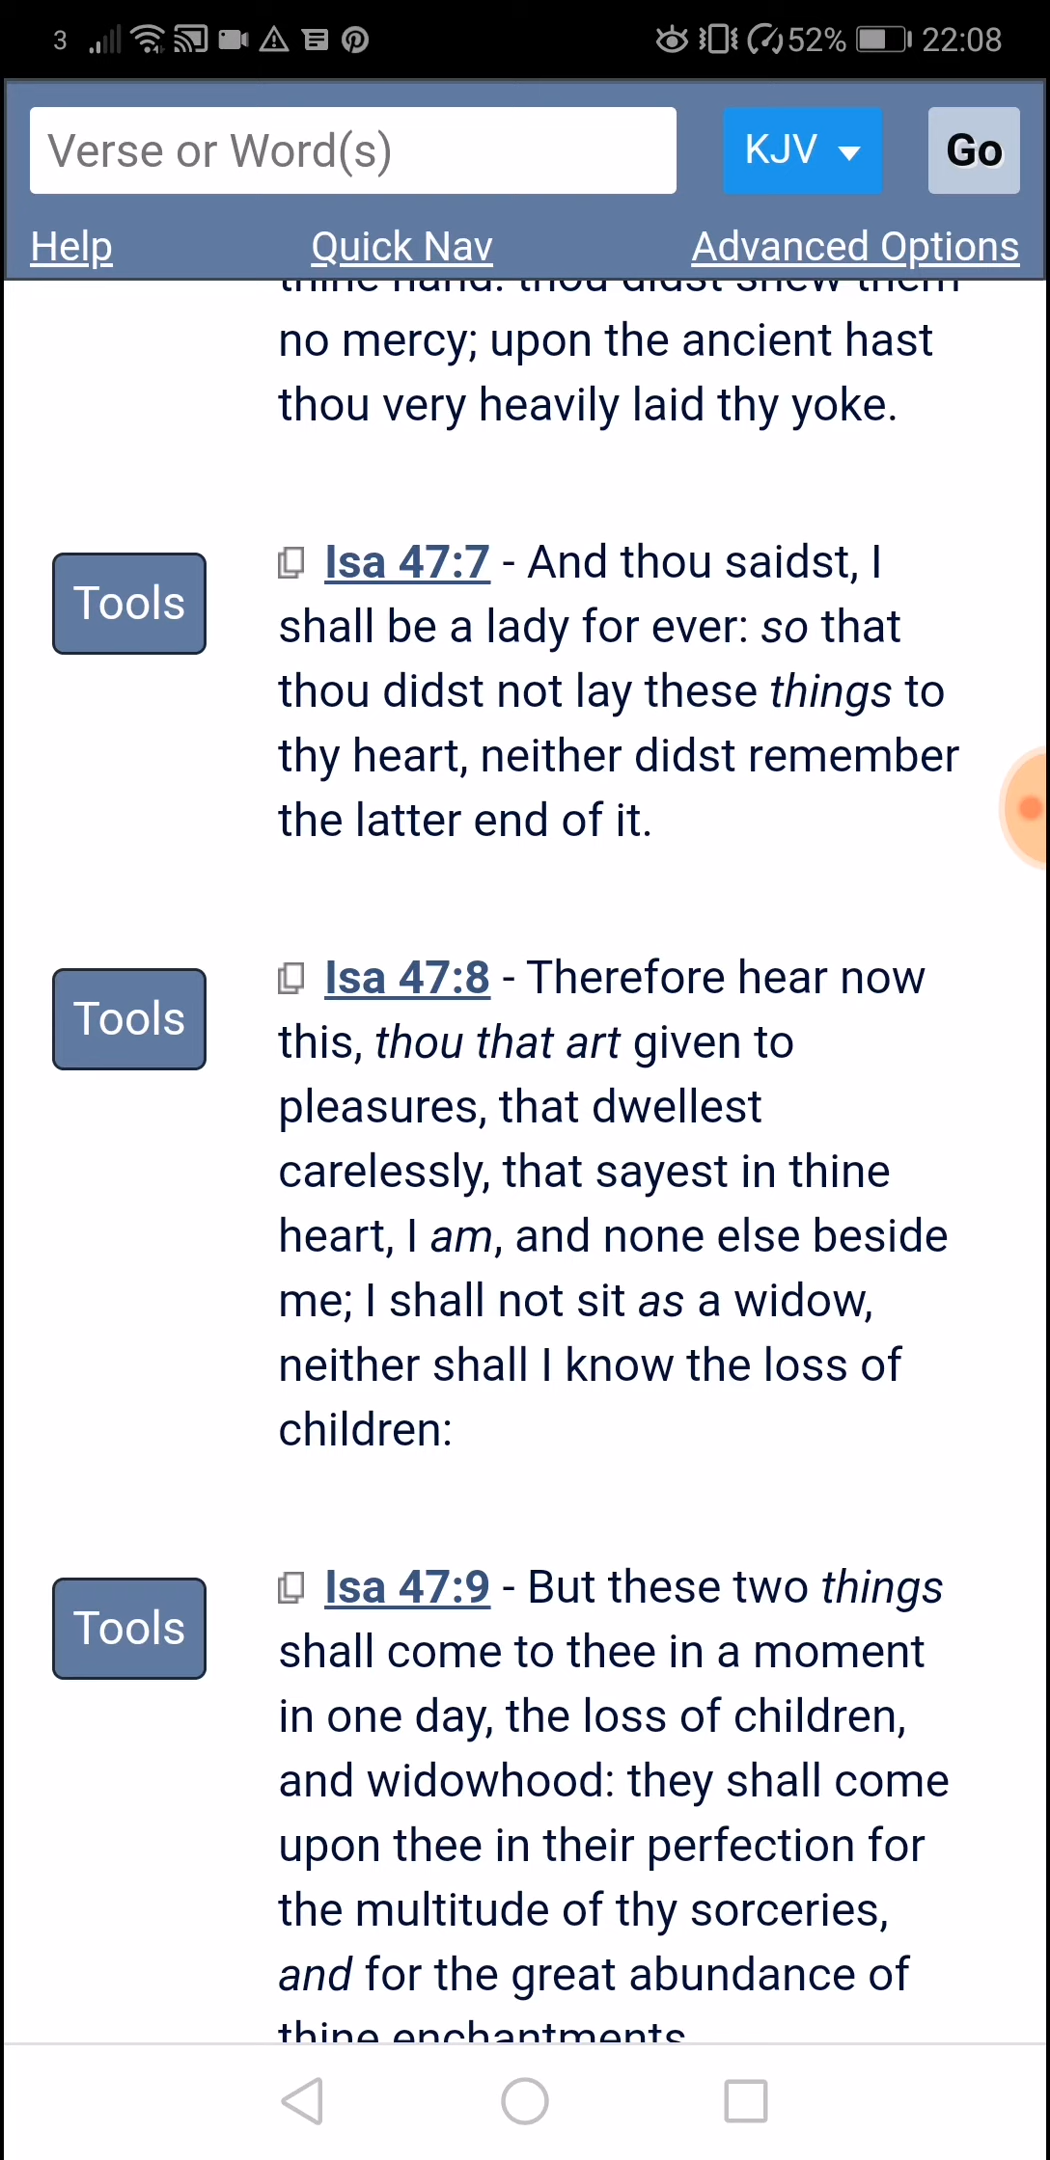 3 52% 22:08
Verse or Word(s) KJV Go
Help Quick Nav Advanced Options
thine hand: thou didst shew them
no mercy; upon the ancient hast
thou very heavily laid thy yoke.
Tools
Isa 47:7 - And thou saidst, I
shall be a lady for ever: so that
thou didst not lay these things to
thy heart, neither didst remember
the latter end of it.
Tools
Isa 47:8 - Therefore hear now
this, thou that art given to
pleasures, that dwellest
carelessly, that sayest in thine
heart, I am, and none else beside
me; I shall not sit as a widow,
neither shall I know the loss of
children:
Tools
Isa 47:9 - But these two things
shall come to thee in a moment
in one day, the loss of children,
and widowhood: they shall come
upon thee in their perfection for
the multitude of thy sorceries,
and for the great abundance of
thine enchantments